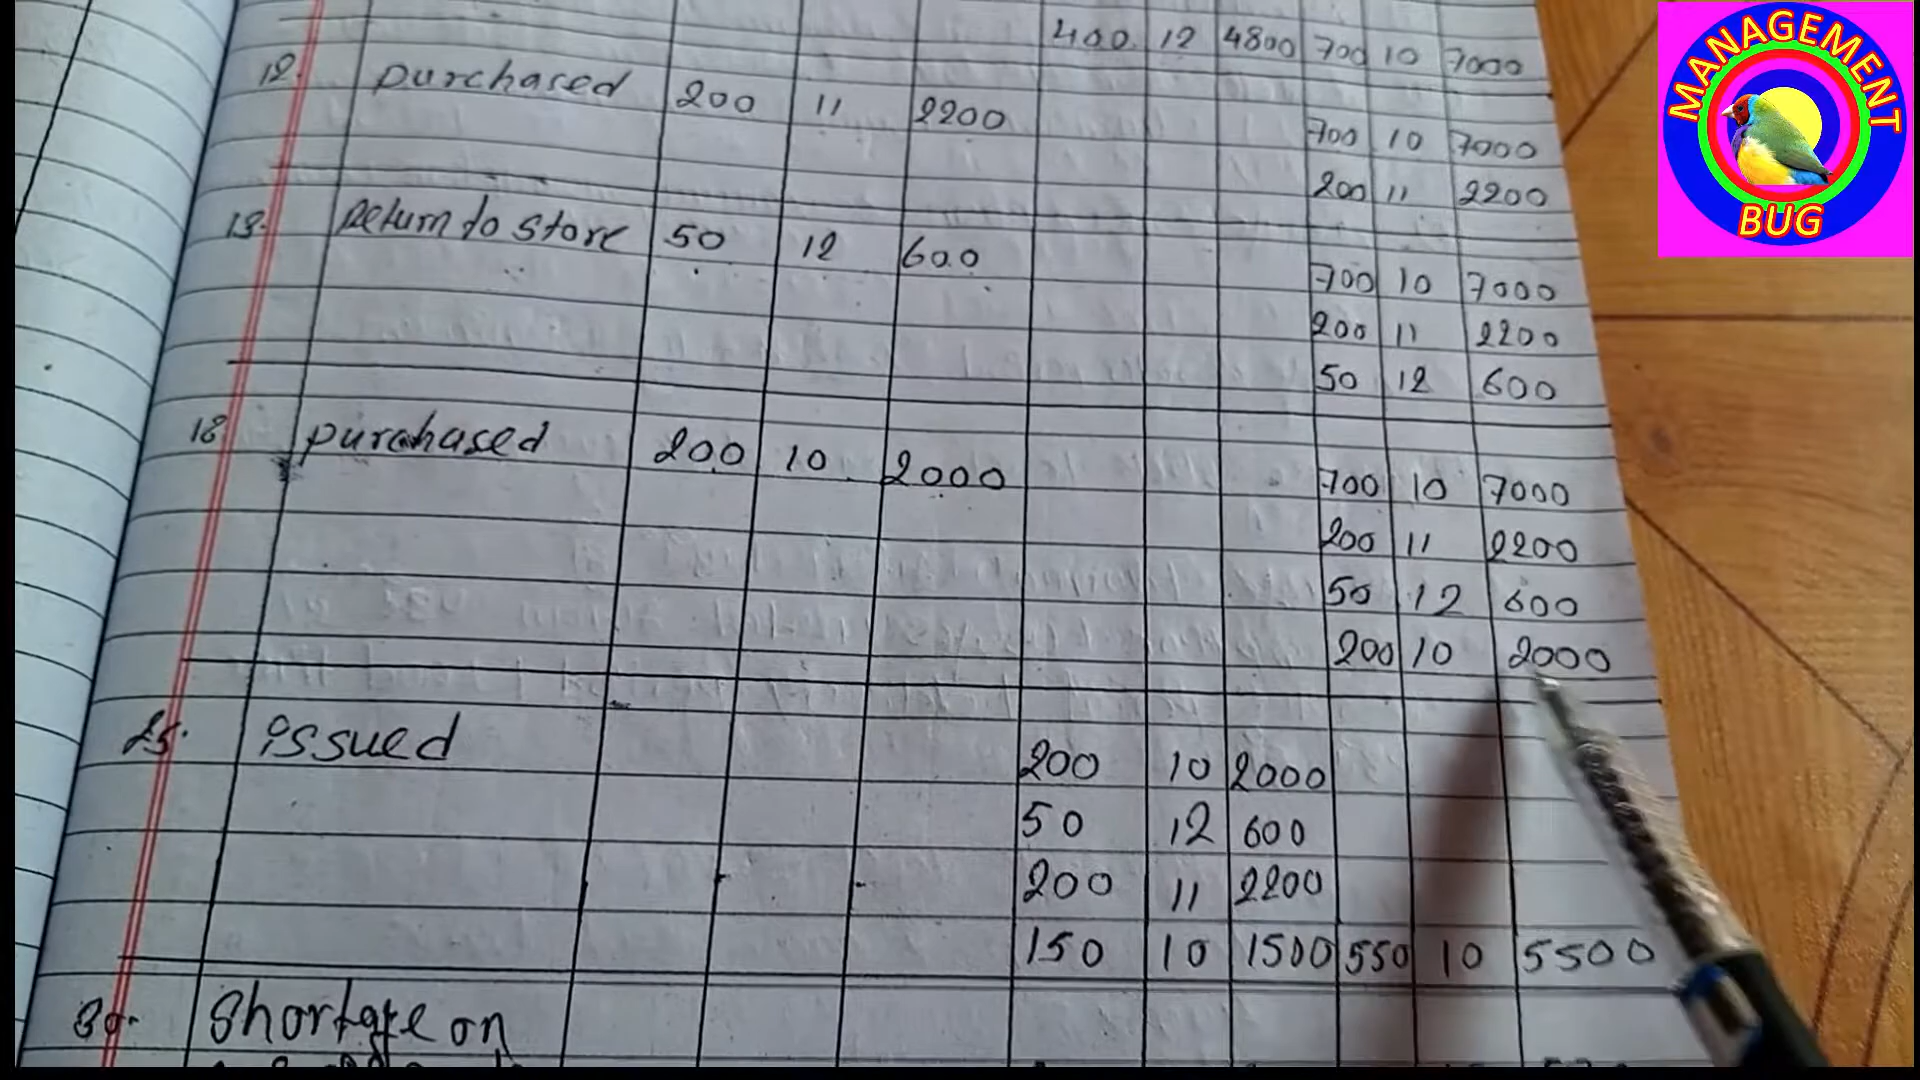 400 12 4800 700 10 7000
12. purchased 200 11 2200
700 10 7000
200 11 2200
13. Return to store 50 12 600
700 10 7000
200 11 2200
50 12 600
18 purchased 200 10 2000
700 10 7000
200 11 2200
50 12 600
200 10 2000
25. issued 200 10 2000
50 12 600
200 11 2200
150 10 1500 550 10 5500
30. Shortage on
MANAGEMENT
BUG